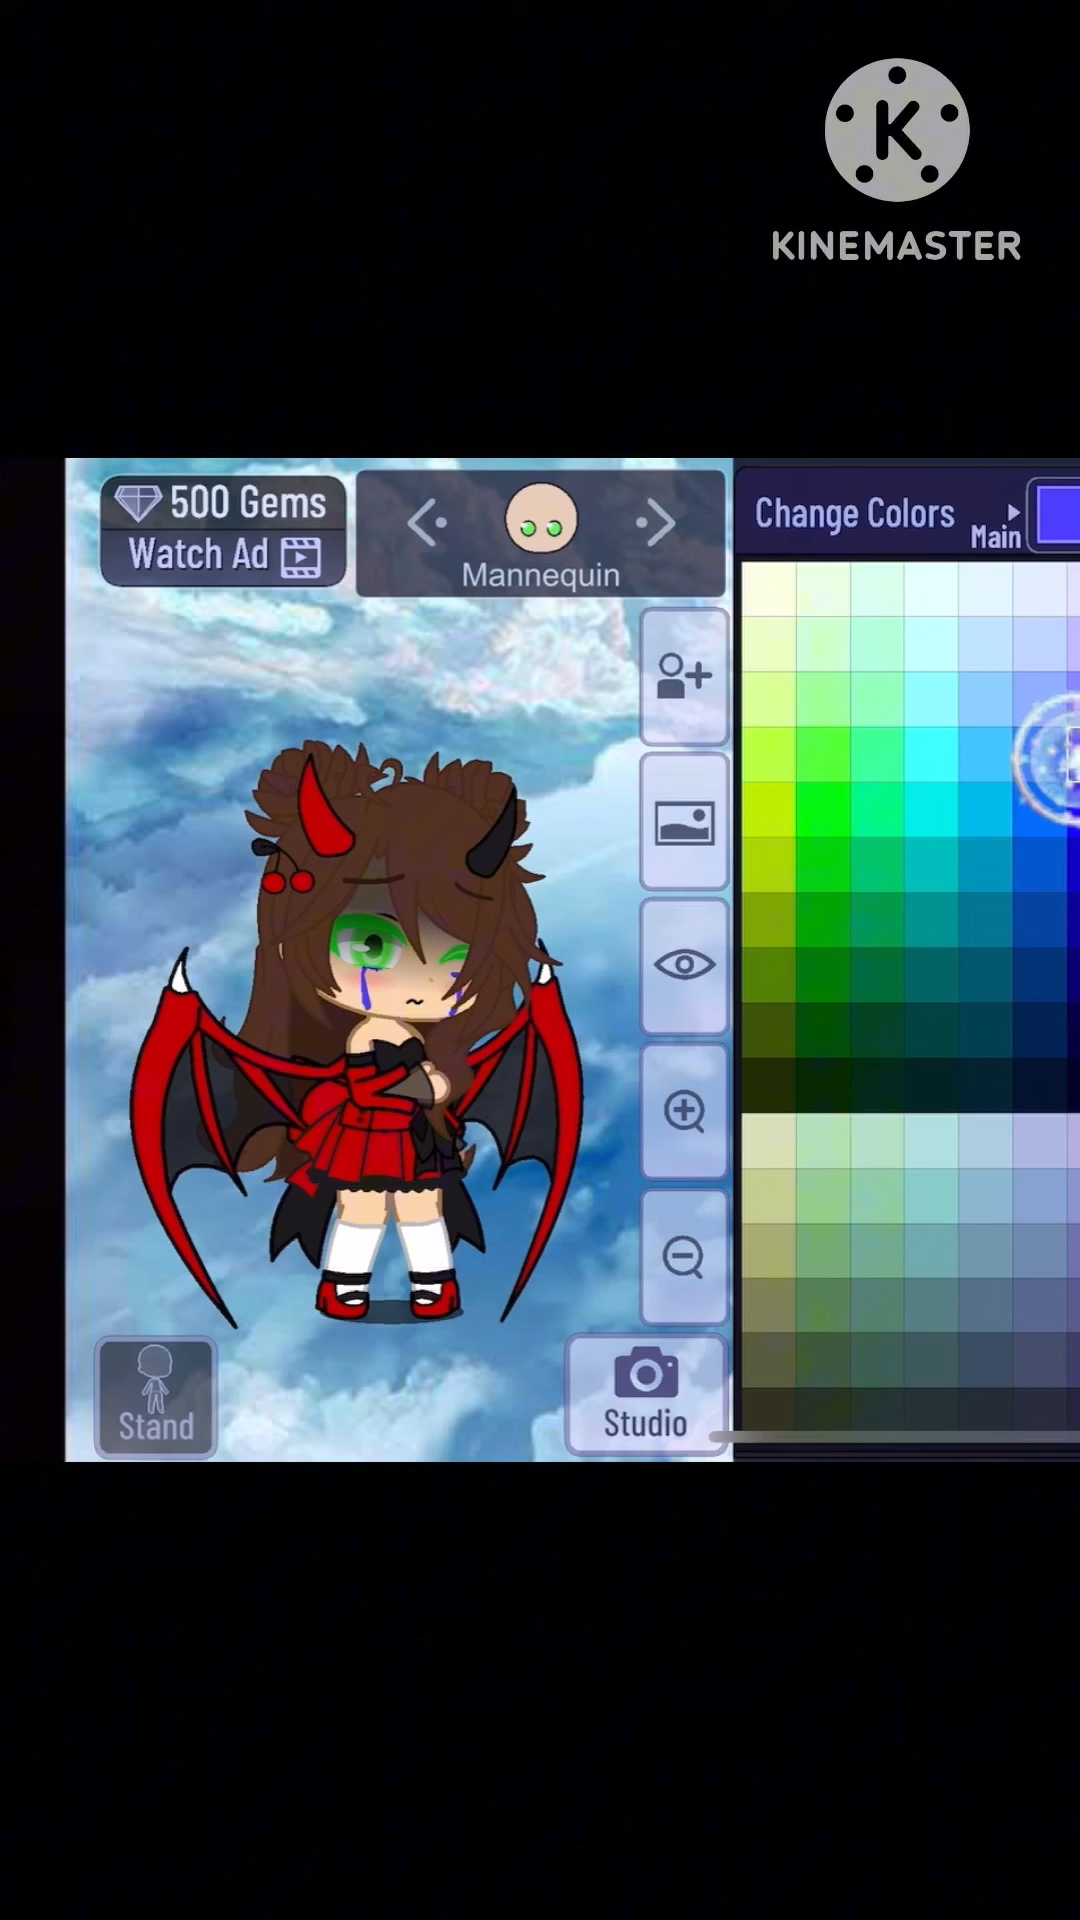 K
KINEMASTER
500 Gems
Watch Ad
Mannequin
Change Colors
Main
Stand
Studio